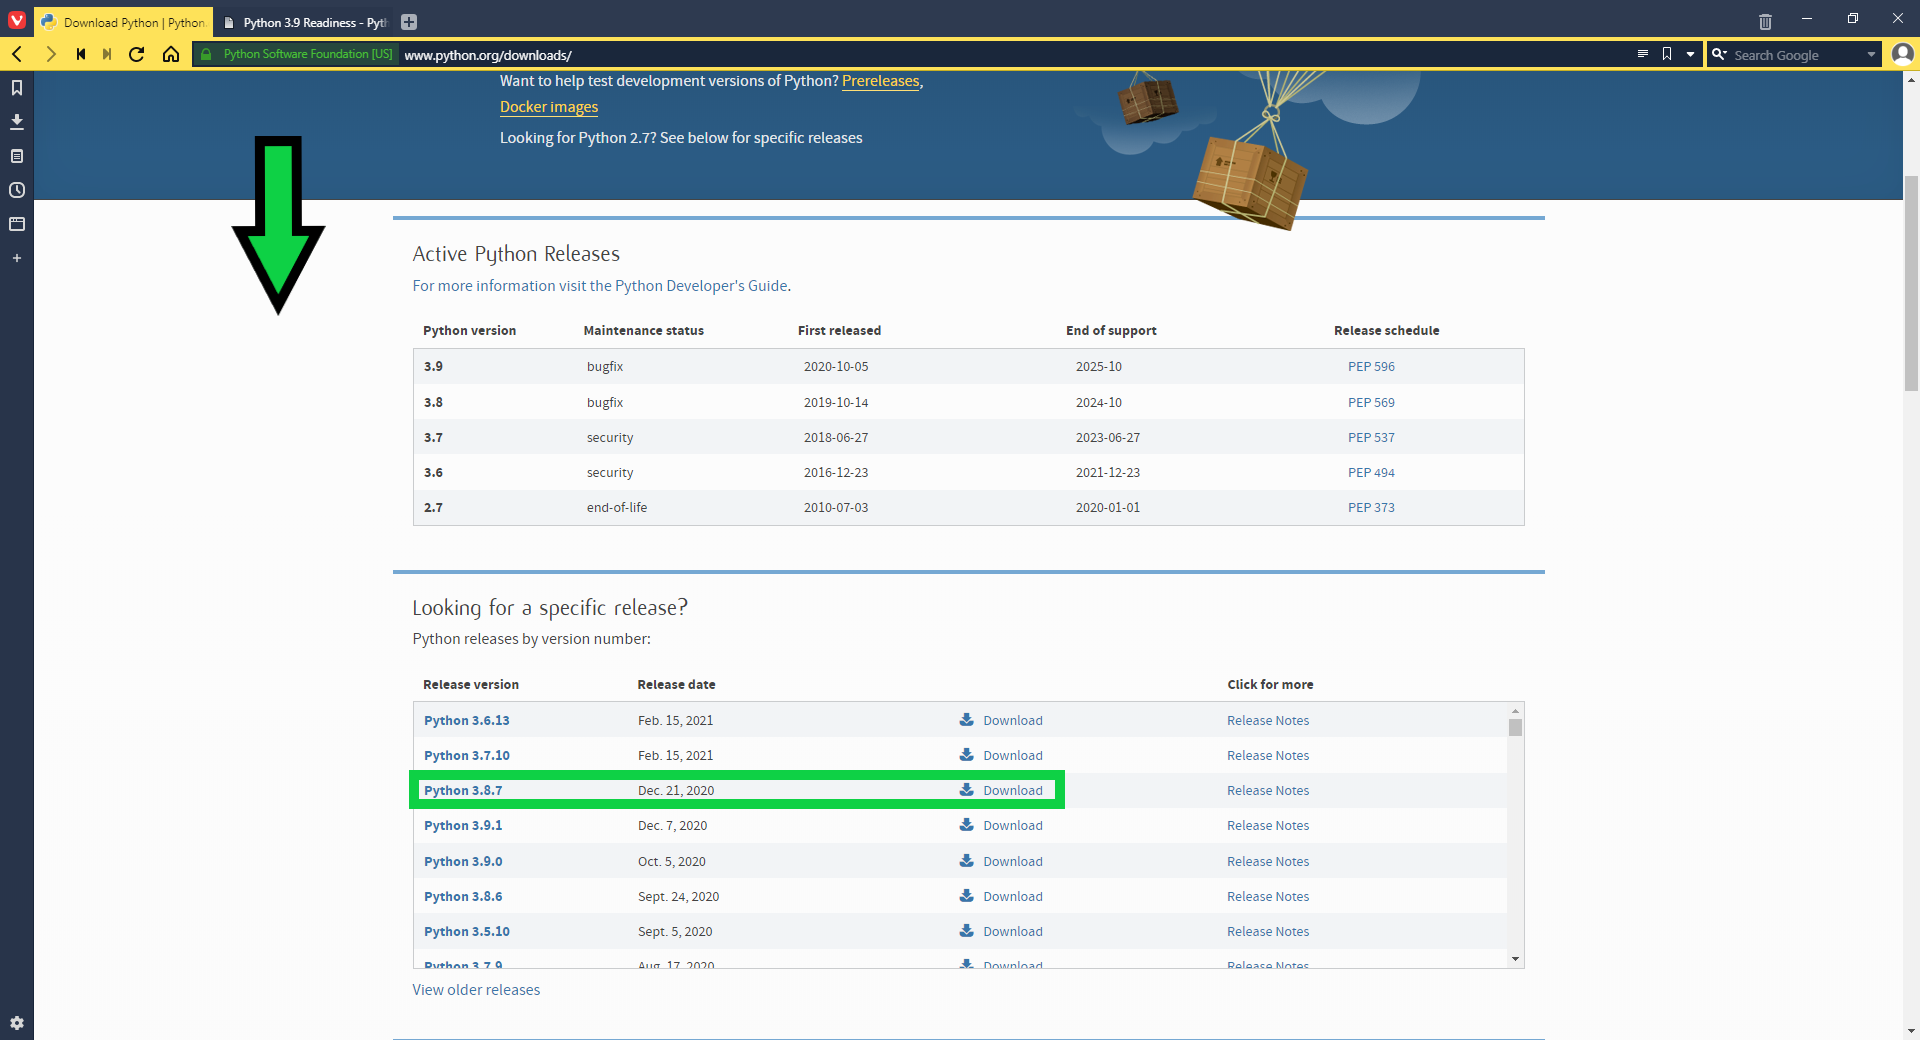 Download Python | Python.
Python 3.9 Readiness - Pyth
Python Software Foundation [US] www.python.org/downloads/
Search Google
Want to help test development versions of Python? Prereleases,
Docker images
Looking for Python 2.7? See below for specific releases
Active Python Releases
For more information visit the Python Developer's Guide.
Python version Maintenance status First released End of support Release schedule
3.9 bugfix 2020-10-05 2025-10 PEP 596
3.8 bugfix 2019-10-14 2024-10 PEP 569
3.7 security 2018-06-27 2023-06-27 PEP 537
3.6 security 2016-12-23 2021-12-23 PEP 494
2.7 end-of-life 2010-07-03 2020-01-01 PEP 373
Looking for a specific release?
Python releases by version number:
Release version Release date Click for more
Python 3.6.13 Feb. 15, 2021 Download Release Notes
Python 3.7.10 Feb. 15, 2021 Download Release Notes
Python 3.8.7 Dec. 21, 2020 Download Release Notes
Python 3.9.1 Dec. 7, 2020 Download Release Notes
Python 3.9.0 Oct. 5, 2020 Download Release Notes
Python 3.8.6 Sept. 24, 2020 Download Release Notes
Python 3.5.10 Sept. 5, 2020 Download Release Notes
Python 3.7.9 Aug. 17, 2020 Download Release Notes
View older releases